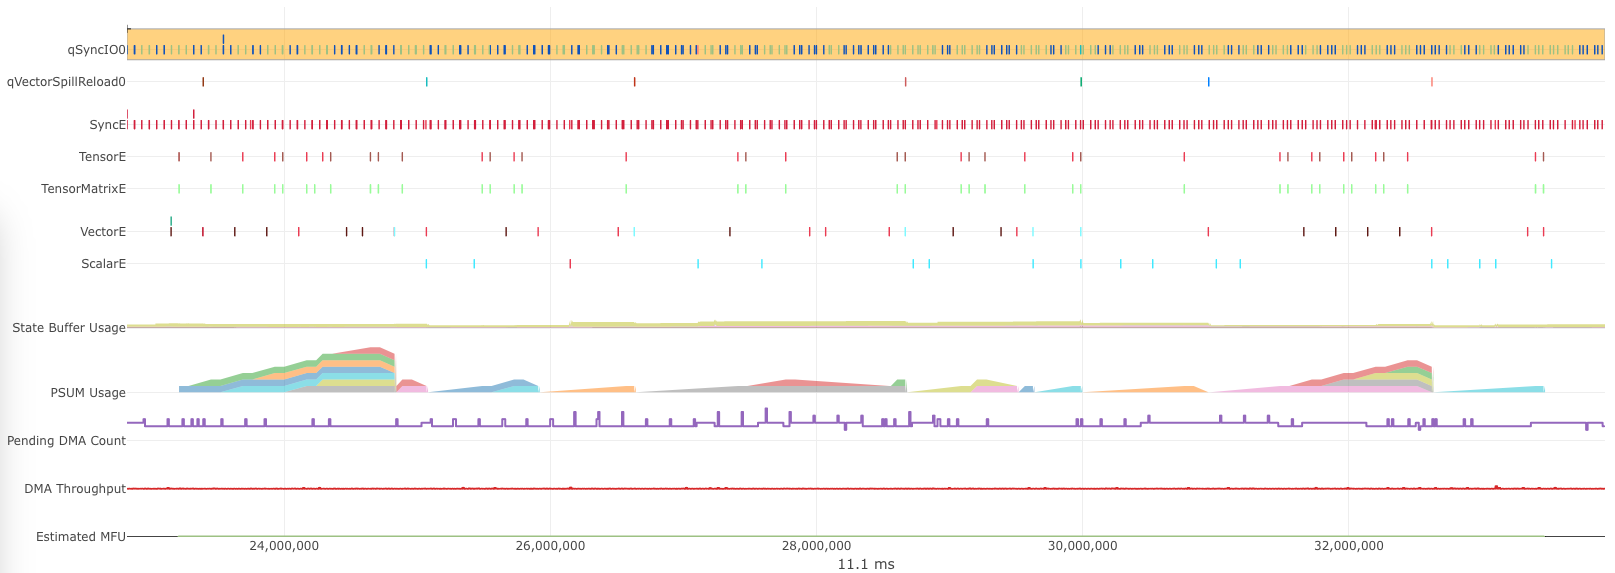 qSyncIO0
qVectorSpillReload0
SyncE
TensorE
TensorMatrixE
VectorE
ScalarE
State Buffer Usage
PSUM Usage
Pending DMA Count
DMA Throughput
Estimated MFU
24,000,000 26,000,000 28,000,000 30,000,000 32,000,000
11.1 ms